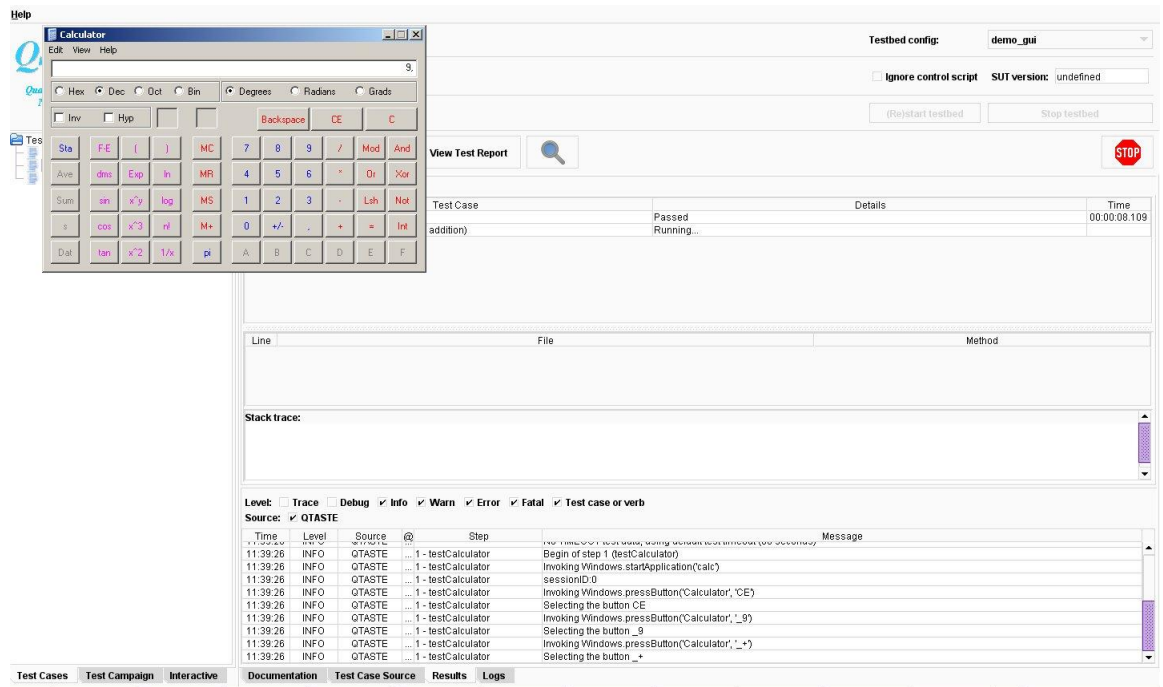 Help
Calculator
Edit View Help
9,
Hex Dec Oct Bin Degrees Radians Grads
Inv Hyp Backspace CE C
Sta F-E ( ) MC 7 8 9 / Mod And
Ave dms Exp ln MR 4 5 6 * Or Xor
Sum sin x^y log MS 1 2 3 - Lsh Not
s cos x^3 n! M+ 0 +/- , + = Int
Dat tan x^2 1/x pi A B C D E F
Testbed config: demo_gui
Ignore control script SUT version: undefined
(Re)start testbed Stop testbed
Tes
View Test Report STOP
Test Case Details Time
Passed 00:00:08.109
addition) Running...
Line File Method
Stack trace:
Level: Trace Debug Info Warn Error Fatal Test case or verb
Source: QTASTE
Time Level Source @ Step Message
11:39:26 INFO QTASTE ... 1 - testCalculator Begin of step 1 (testCalculator)
11:39:26 INFO QTASTE ... 1 - testCalculator Invoking Windows.startApplication('calc')
11:39:26 INFO QTASTE ... 1 - testCalculator sessionID:0
11:39:26 INFO QTASTE ... 1 - testCalculator Invoking Windows.pressButton('Calculator', 'CE')
11:39:26 INFO QTASTE ... 1 - testCalculator Selecting the button CE
11:39:26 INFO QTASTE ... 1 - testCalculator Invoking Windows.pressButton('Calculator', '_9')
11:39:26 INFO QTASTE ... 1 - testCalculator Selecting the button _9
11:39:26 INFO QTASTE ... 1 - testCalculator Invoking Windows.pressButton('Calculator', '_+')
11:39:26 INFO QTASTE ... 1 - testCalculator Selecting the button _+
Test Cases Test Campaign Interactive Documentation Test Case Source Results Logs